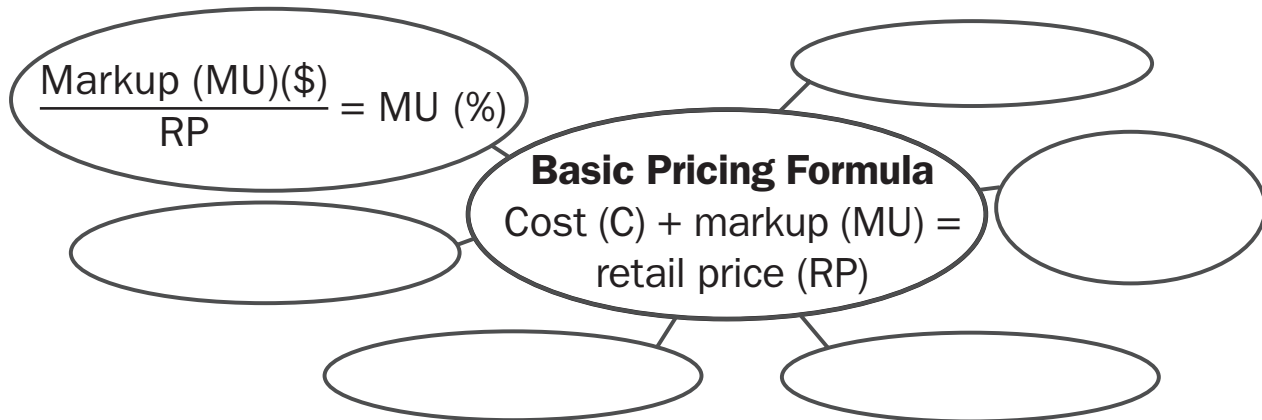 Markup (MU)($)
RP
= MU (%)
Basic Pricing Formula
Cost (C) + markup (MU) =
retail price (RP)